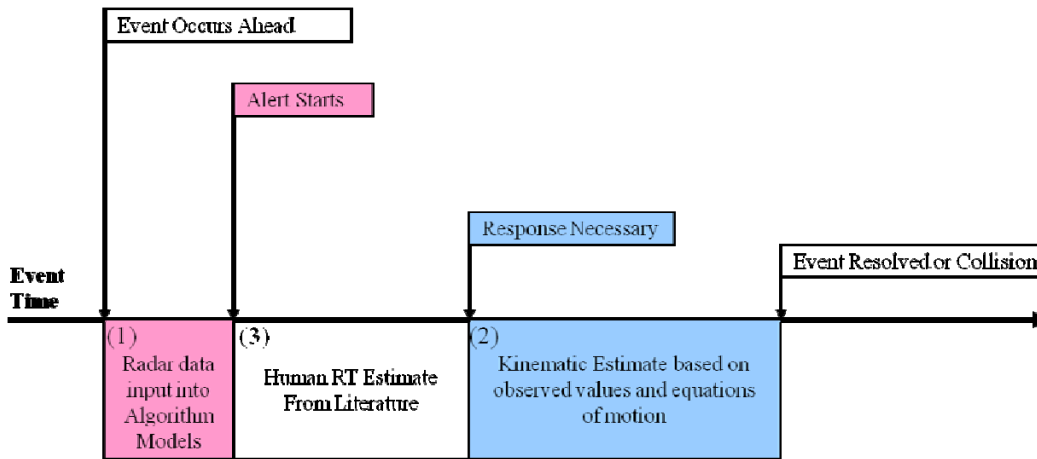 Event Occurs Ahead
Alert Starts
Response Necessary
Event Resolved or Collision
Event
Time
(1)
Radar data
input into
Algorithm
Models
(3)
Human RT Estimate
From Literature
(2)
Kinematic Estimate based on
observed values and equations
of motion